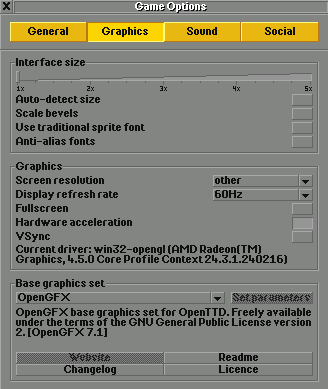 Game Options
General Graphics Sound Social
Interface size
1x 2x 3x 4x 5x
Auto-detect size
Scale bevels
Use traditional sprite font
Anti-alias fonts
Graphics
Screen resolution other
Display refresh rate 60Hz
Fullscreen
Hardware acceleration
VSync
Current driver: win32-opengl (AMD Radeon(TM)
Graphics, 4.5.0 Core Profile Context 24.3.1.240216)
Base graphics set
OpenGFX Set parameters
OpenGFX base graphics set for OpenTTD. Freely available
under the terms of the GNU General Public License version
2. [OpenGFX 7.1]
Website Readme
Changelog Licence